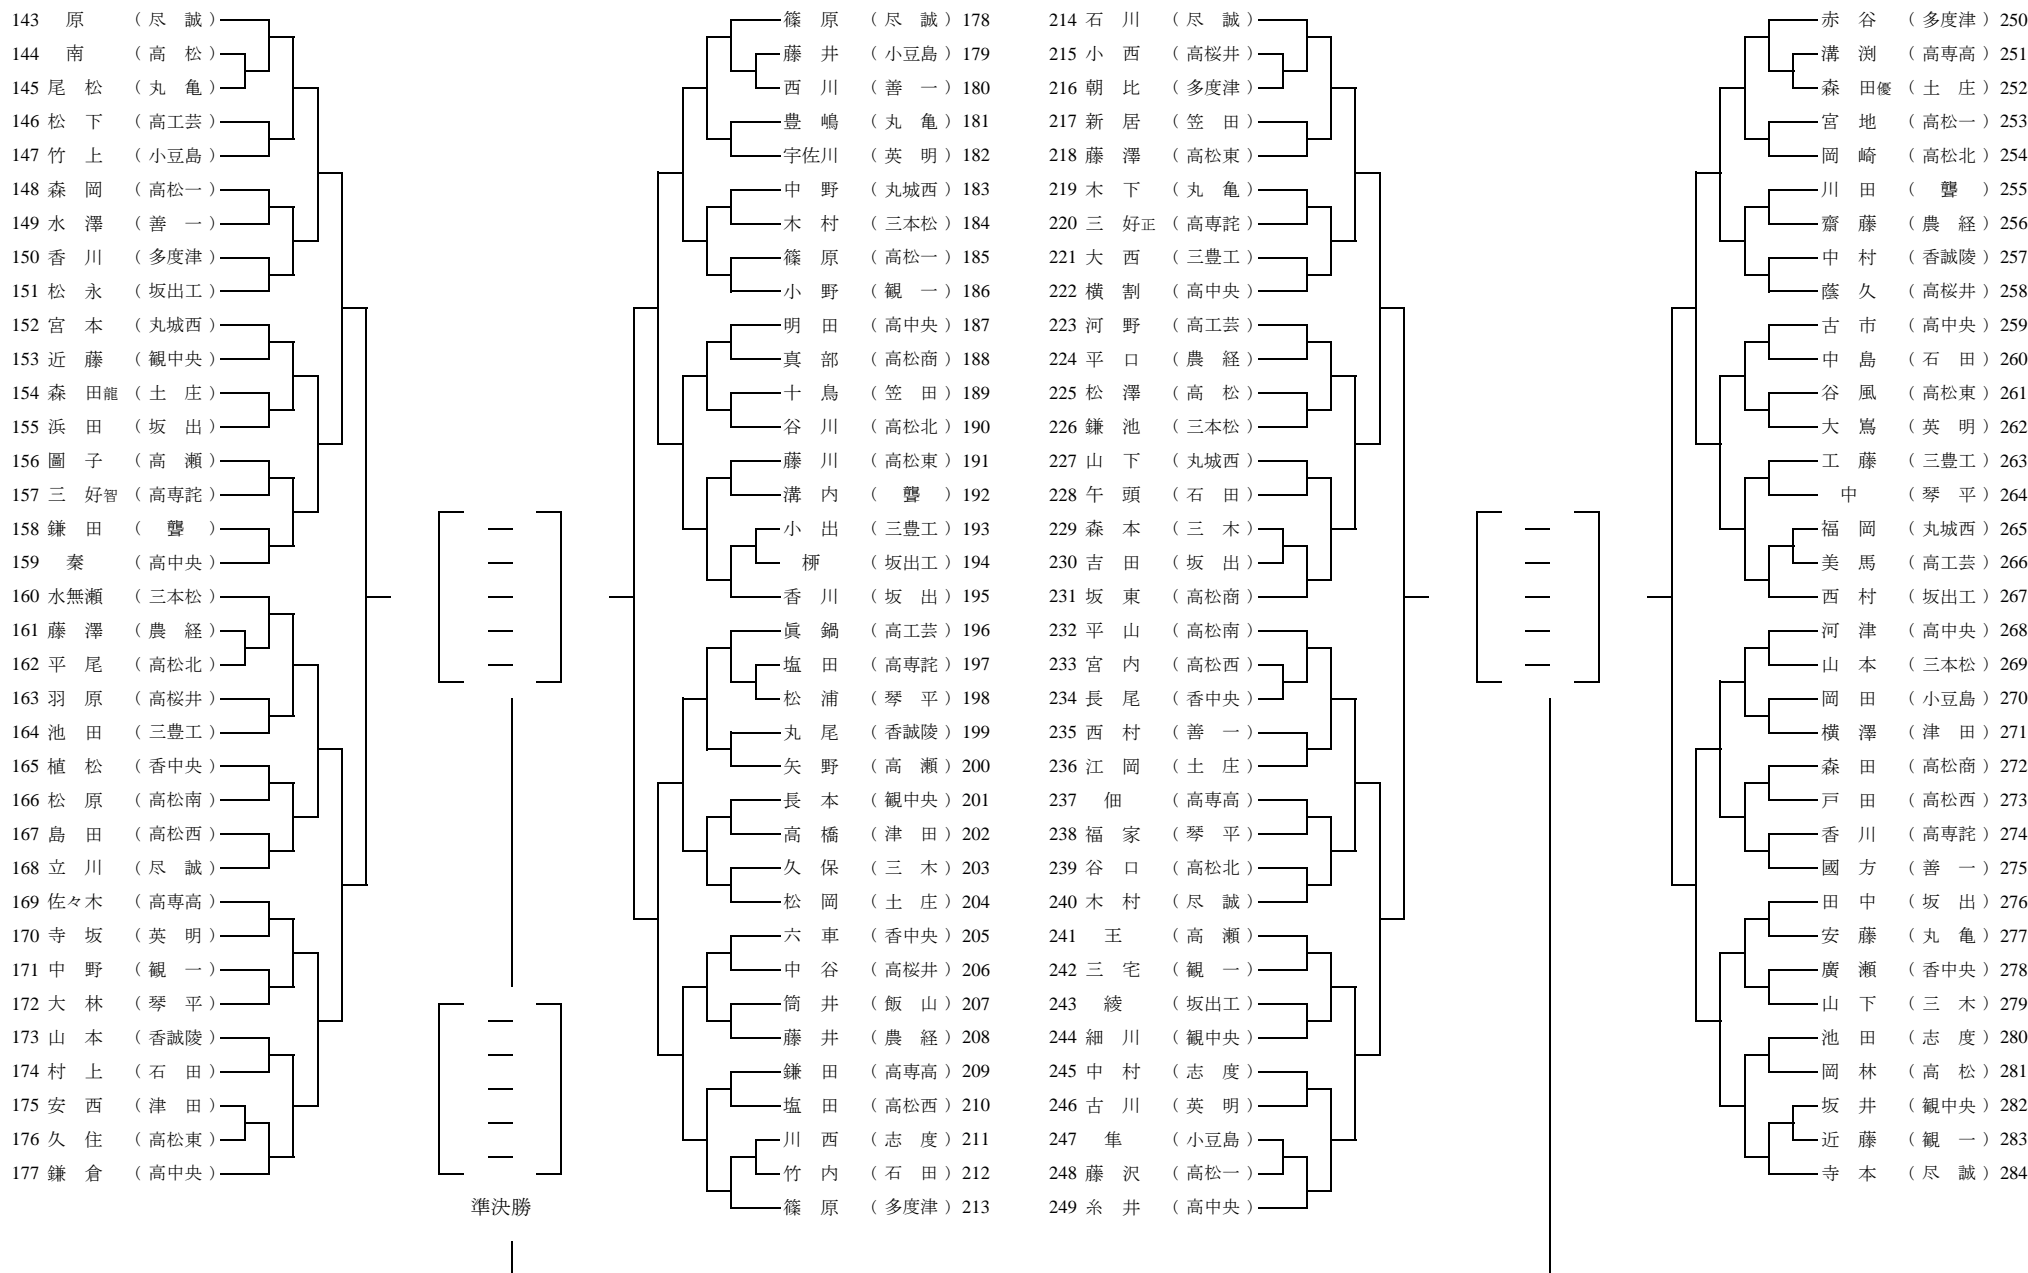 143 原 （尽 誠）
144 南 （高 松）
145 尾 松 （丸 亀）
146 松 下 （高工芸）
147 竹 上 （小豆島）
148 森 岡 （高松一）
149 水 澤 （善 一）
150 香 川 （多度津）
151 松 永 （坂出工）
152 宮 本 （丸城西）
153 近 藤 （観中央）
154 森 田龍 （土 庄）
155 浜 田 （坂 出）
156 圖 子 （高 瀬）
157 三 好智 （高専詫）
158 鎌 田 （ 聾 ）
159 秦 （高中央）
160 水無瀬 （三本松）
161 藤 澤 （農 経）
162 平 尾 （高松北）
163 羽 原 （高桜井）
164 池 田 （三豊工）
165 植 松 （香中央）
166 松 原 （高松南）
167 島 田 （高松西）
168 立 川 （尽 誠）
169 佐々木 （高専高）
170 寺 坂 （英 明）
171 中 野 （観 一）
172 大 林 （琴 平）
173 山 本 （香誠陵）
174 村 上 （石 田）
175 安 西 （津 田）
176 久 住 （高松東）
177 鎌 倉 （高中央）
準決勝
篠 原 （尽 誠） 178
藤 井 （小豆島） 179
西 川 （善 一） 180
豊 嶋 （丸 亀） 181
宇佐川 （英 明） 182
中 野 （丸城西） 183
木 村 （三本松） 184
篠 原 （高松一） 185
小 野 （観 一） 186
明 田 （高中央） 187
真 部 （高松商） 188
十 鳥 （笠 田） 189
谷 川 （高松北） 190
藤 川 （高松東） 191
溝 内 （ 聾 ） 192
小 出 （三豊工） 193
（坂出工） 194
香 川 （坂 出） 195
眞 鍋 （高工芸） 196
塩 田 （高専詫） 197
松 浦 （琴 平） 198
丸 尾 （香誠陵） 199
矢 野 （高 瀬） 200
長 本 （観中央） 201
高 橋 （津 田） 202
久 保 （三 木） 203
松 岡 （土 庄） 204
六 車 （香中央） 205
中 谷 （高桜井） 206
筒 井 （飯 山） 207
藤 井 （農 経） 208
鎌 田 （高専高） 209
塩 田 （高松西） 210
川 西 （志 度） 211
竹 内 （石 田） 212
篠 原 （多度津） 213
214 石 川 （尽 誠）
215 小 西 （高桜井）
216 朝 比 （多度津）
217 新 居 （笠 田）
218 藤 澤 （高松東）
219 木 下 （丸 亀）
220 三 好正 （高専詫）
221 大 西 （三豊工）
222 横 割 （高中央）
223 河 野 （高工芸）
224 平 口 （農 経）
225 松 澤 （高 松）
226 鎌 池 （三本松）
227 山 下 （丸城西）
228 午 頭 （石 田）
229 森 本 （三 木）
230 吉 田 （坂 出）
231 坂 東 （高松商）
232 平 山 （高松南）
233 宮 内 （高松西）
234 長 尾 （香中央）
235 西 村 （善 一）
236 江 岡 （土 庄）
237 佃 （高専高）
238 福 家 （琴 平）
239 谷 口 （高松北）
240 木 村 （尽 誠）
241 王 （高 瀬）
242 三 宅 （観 一）
243 綾 （坂出工）
244 細 川 （観中央）
245 中 村 （志 度）
246 古 川 （英 明）
247 隼 （小豆島）
248 藤 沢 （高松一）
249 糸 井 （高中央）
赤 谷 （多度津） 250
溝 渕 （高専高） 251
森 田優 （土 庄） 252
宮 地 （高松一） 253
岡 崎 （高松北） 254
川 田 （ 聾 ） 255
齋 藤 （農 経） 256
中 村 （香誠陵） 257
蔭 久 （高桜井） 258
古 市 （高中央） 259
中 島 （石 田） 260
谷 風 （高松東） 261
大 嶌 （英 明） 262
工 藤 （三豊工） 263
中 （琴 平） 264
福 岡 （丸城西） 265
美 馬 （高工芸） 266
西 村 （坂出工） 267
河 津 （高中央） 268
山 本 （三本松） 269
岡 田 （小豆島） 270
横 澤 （津 田） 271
森 田 （高松商） 272
戸 田 （高松西） 273
香 川 （高専詫） 274
國 方 （善 一） 275
田 中 （坂 出） 276
安 藤 （丸 亀） 277
廣 瀬 （香中央） 278
山 下 （三 木） 279
池 田 （志 度） 280
岡 林 （高 松） 281
坂 井 （観中央） 282
近 藤 （観 一） 283
寺 本 （尽 誠） 284